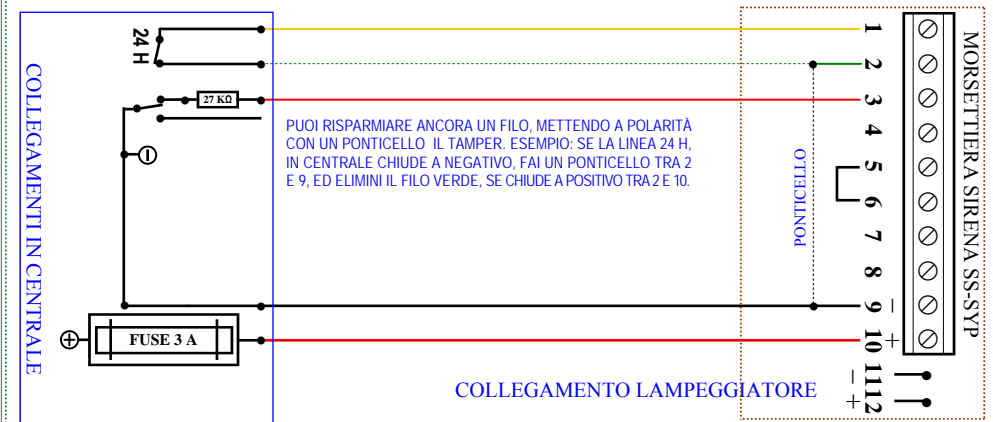 COLLEGAMENTI IN CENTRALE
24 H
27 KΩ
FUSE 3 A
PUOI RISPARMIARE ANCORA UN FILO, METTENDO A POLARITÀ
CON UN PONTICELLO IL TAMPER. ESEMPIO: SE LA LINEA 24 H,
IN CENTRALE CHIUDE A NEGATIVO, FAI UN PONTICELLO TRA 2
E 9, ED ELIMINI IL FILO VERDE, SE CHIUDE A POSITIVO TRA 2 E 10.
COLLEGAMENTO LAMPEGGIATORE
PONTICELLO
1
2
3
4
5
6
7
8
9 −
10 +
11 −
12 +
MORSETTIERA SIRENA SS-SYP